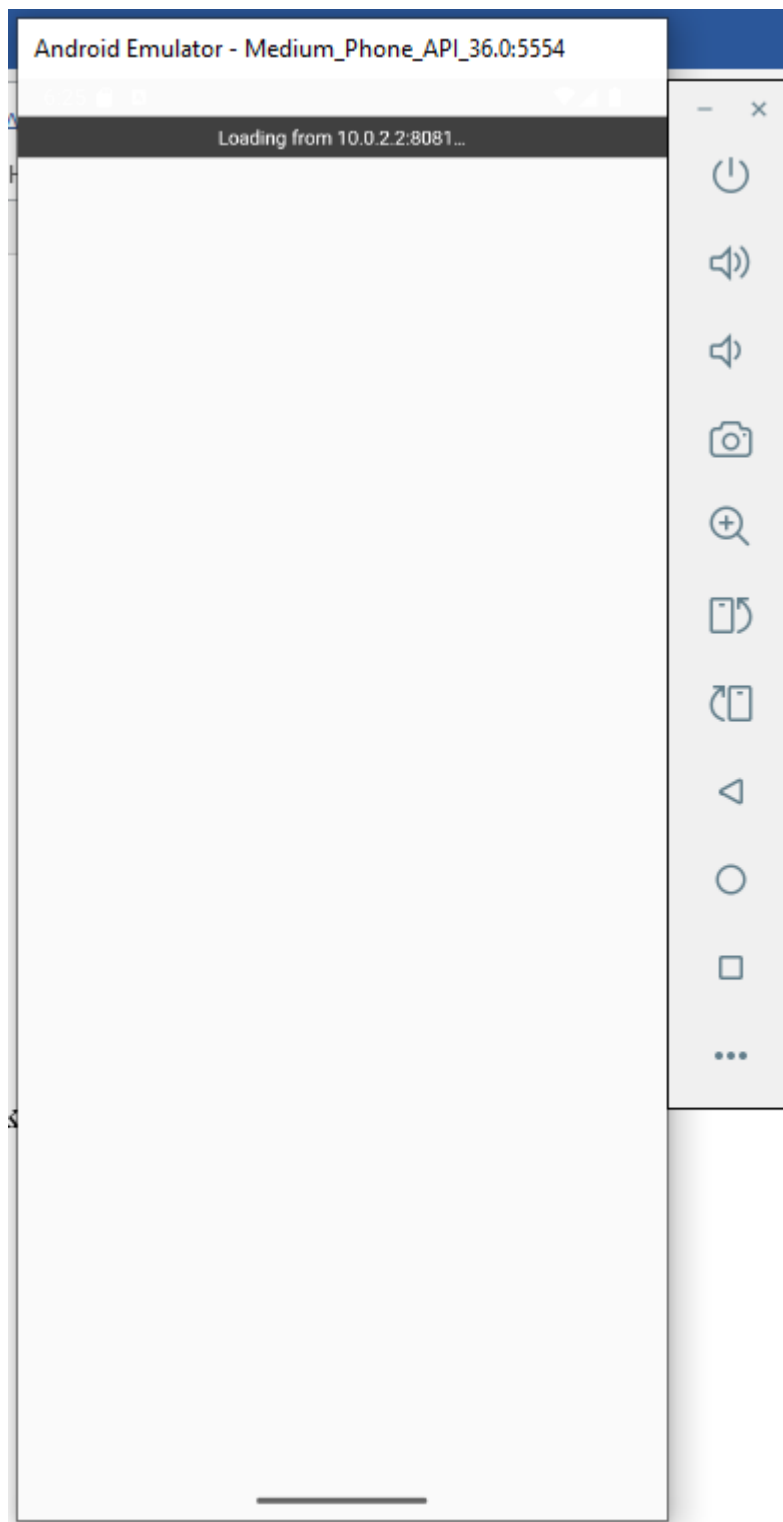 Android Emulator - Medium_Phone_API_36.0:5554
Loading from 10.0.2.2:8081...